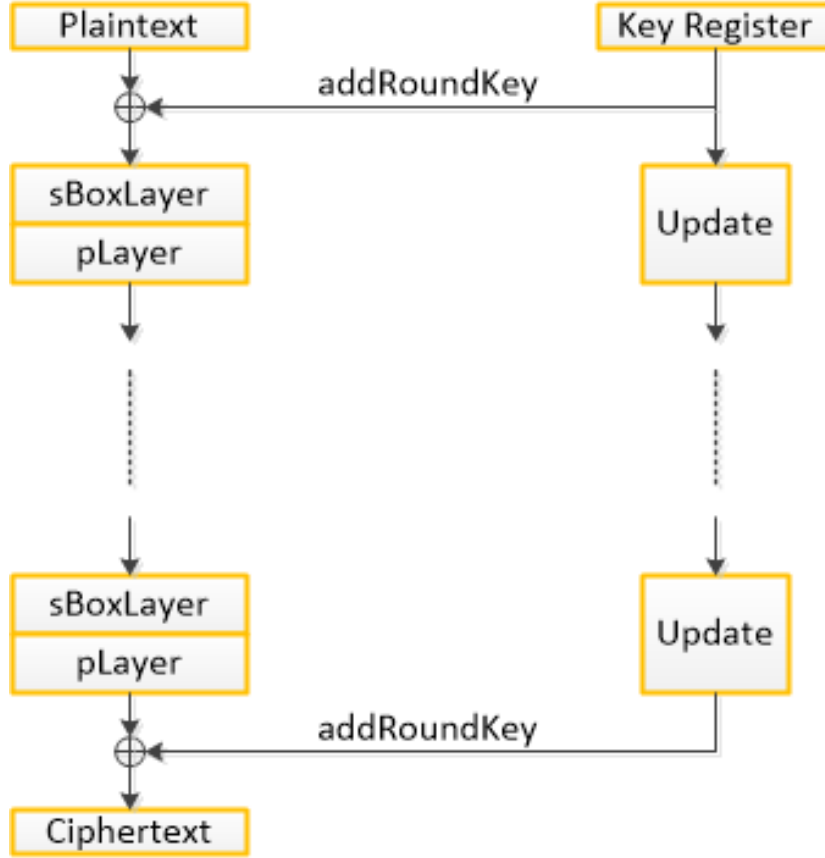 Plaintext
Key Register
addRoundKey
sBoxLayer
pLayer
Update
sBoxLayer
pLayer
Update
addRoundKey
Ciphertext